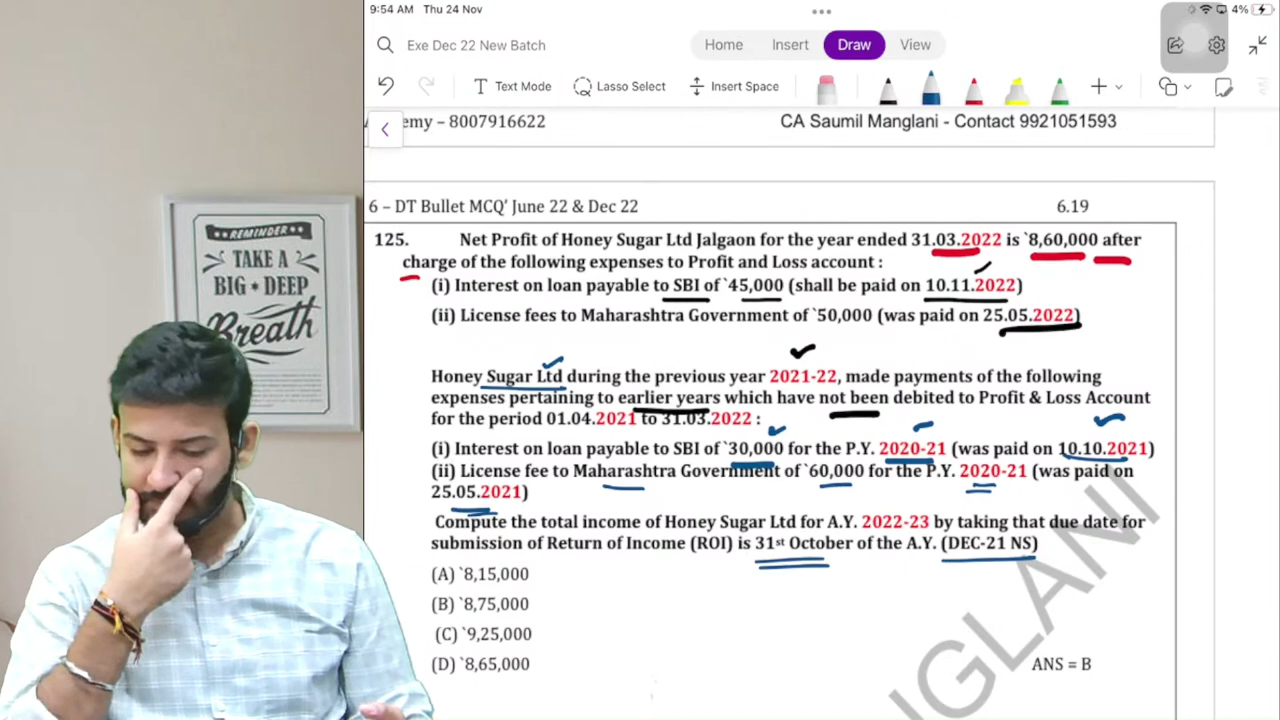 9:54 AM Thu 24 Nov
4%
Exe Dec 22 New Batch
Home Insert Draw View
Text Mode Lasso Select Insert Space
emy – 8007916622 CA Saumil Manglani - Contact 9921051593
6 – DT Bullet MCQ' June 22 & Dec 22 6.19
125. Net Profit of Honey Sugar Ltd Jalgaon for the year ended 31.03.2022 is `8,60,000 after
charge of the following expenses to Profit and Loss account :
(i) Interest on loan payable to SBI of `45,000 (shall be paid on 10.11.2022)
(ii) License fees to Maharashtra Government of `50,000 (was paid on 25.05.2022)
Honey Sugar Ltd during the previous year 2021-22, made payments of the following
expenses pertaining to earlier years which have not been debited to Profit & Loss Account
for the period 01.04.2021 to 31.03.2022 :
(i) Interest on loan payable to SBI of `30,000 for the P.Y. 2020-21 (was paid on 10.10.2021)
(ii) License fee to Maharashtra Government of `60,000 for the P.Y. 2020-21 (was paid on
25.05.2021)
Compute the total income of Honey Sugar Ltd for A.Y. 2022-23 by taking that due date for
submission of Return of Income (ROI) is 31st October of the A.Y. (DEC-21 NS)
(A) `8,15,000
(B) `8,75,000
(C) `9,25,000
(D) `8,65,000
ANS = B
NGLANI
REMINDER
TAKE A
BIG DEEP
Breath